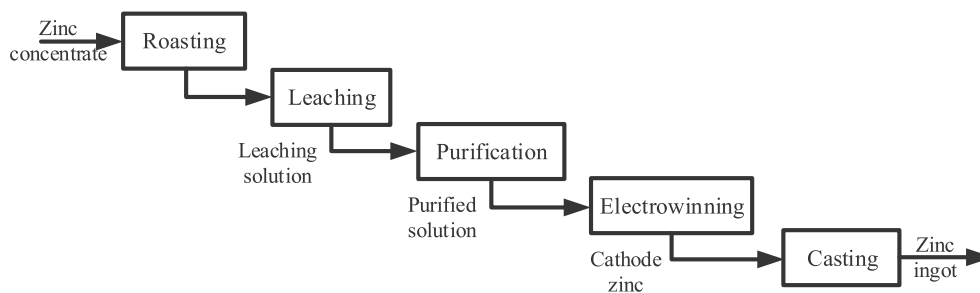 Zinc
concentrate
Roasting
Leaching
Leaching
solution
Purification
Purified
solution
Electrowinning
Cathode
zinc
Casting
Zinc
ingot